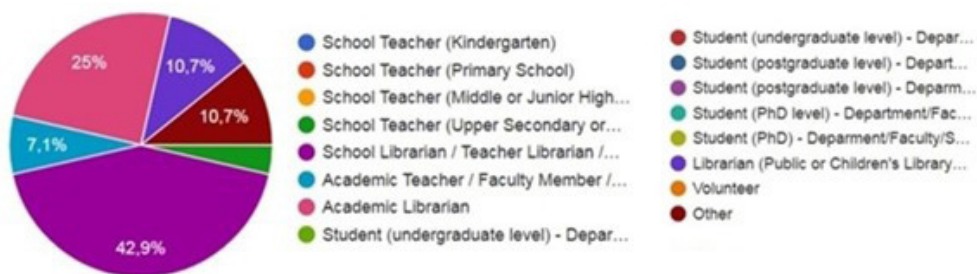 25%
10,7%
10,7%
7,1%
42,9%
School Teacher (Kindergarten)
School Teacher (Primary School)
School Teacher (Middle or Junior High...
School Teacher (Upper Secondary or...
School Librarian / Teacher Librarian /...
Academic Teacher / Faculty Member /...
Academic Librarian
Student (undergraduate level) - Depar...
Student (undergraduate level) - Depar...
Student (postgraduate level) - Depart...
Student (postgraduate level) - Deparm...
Student (PhD level) - Department/Fac...
Student (PhD) - Deparment/Faculty/S...
Librarian (Public or Children's Library...
Volunteer
Other